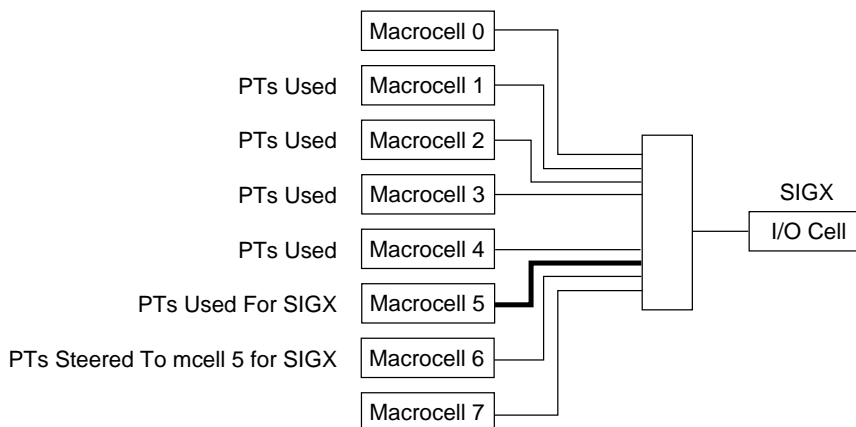 Macrocell 0
PTs Used Macrocell 1
PTs Used Macrocell 2
PTs Used Macrocell 3
SIGX
I/O Cell
PTs Used Macrocell 4
PTs Used For SIGX Macrocell 5
PTs Steered To mcell 5 for SIGX Macrocell 6
Macrocell 7